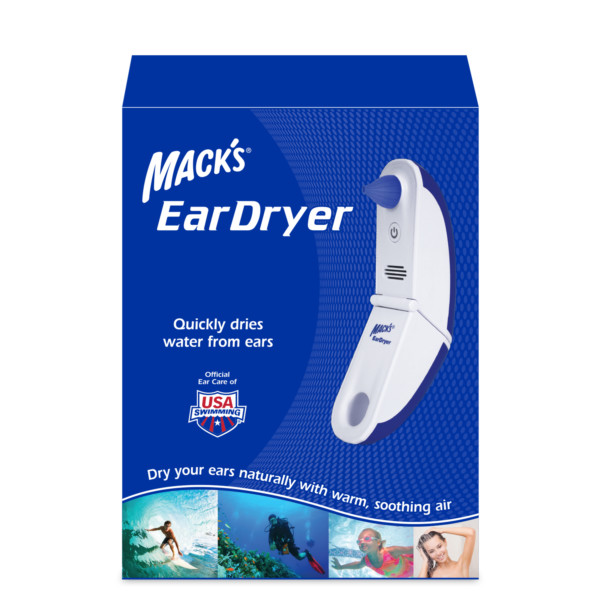 MACK'S®
EarDryer
MACK'S®
EarDryer
Quickly dries
water from ears
Official
Ear Care of
USA
SWIMMING
Dry your ears naturally with warm, soothing air